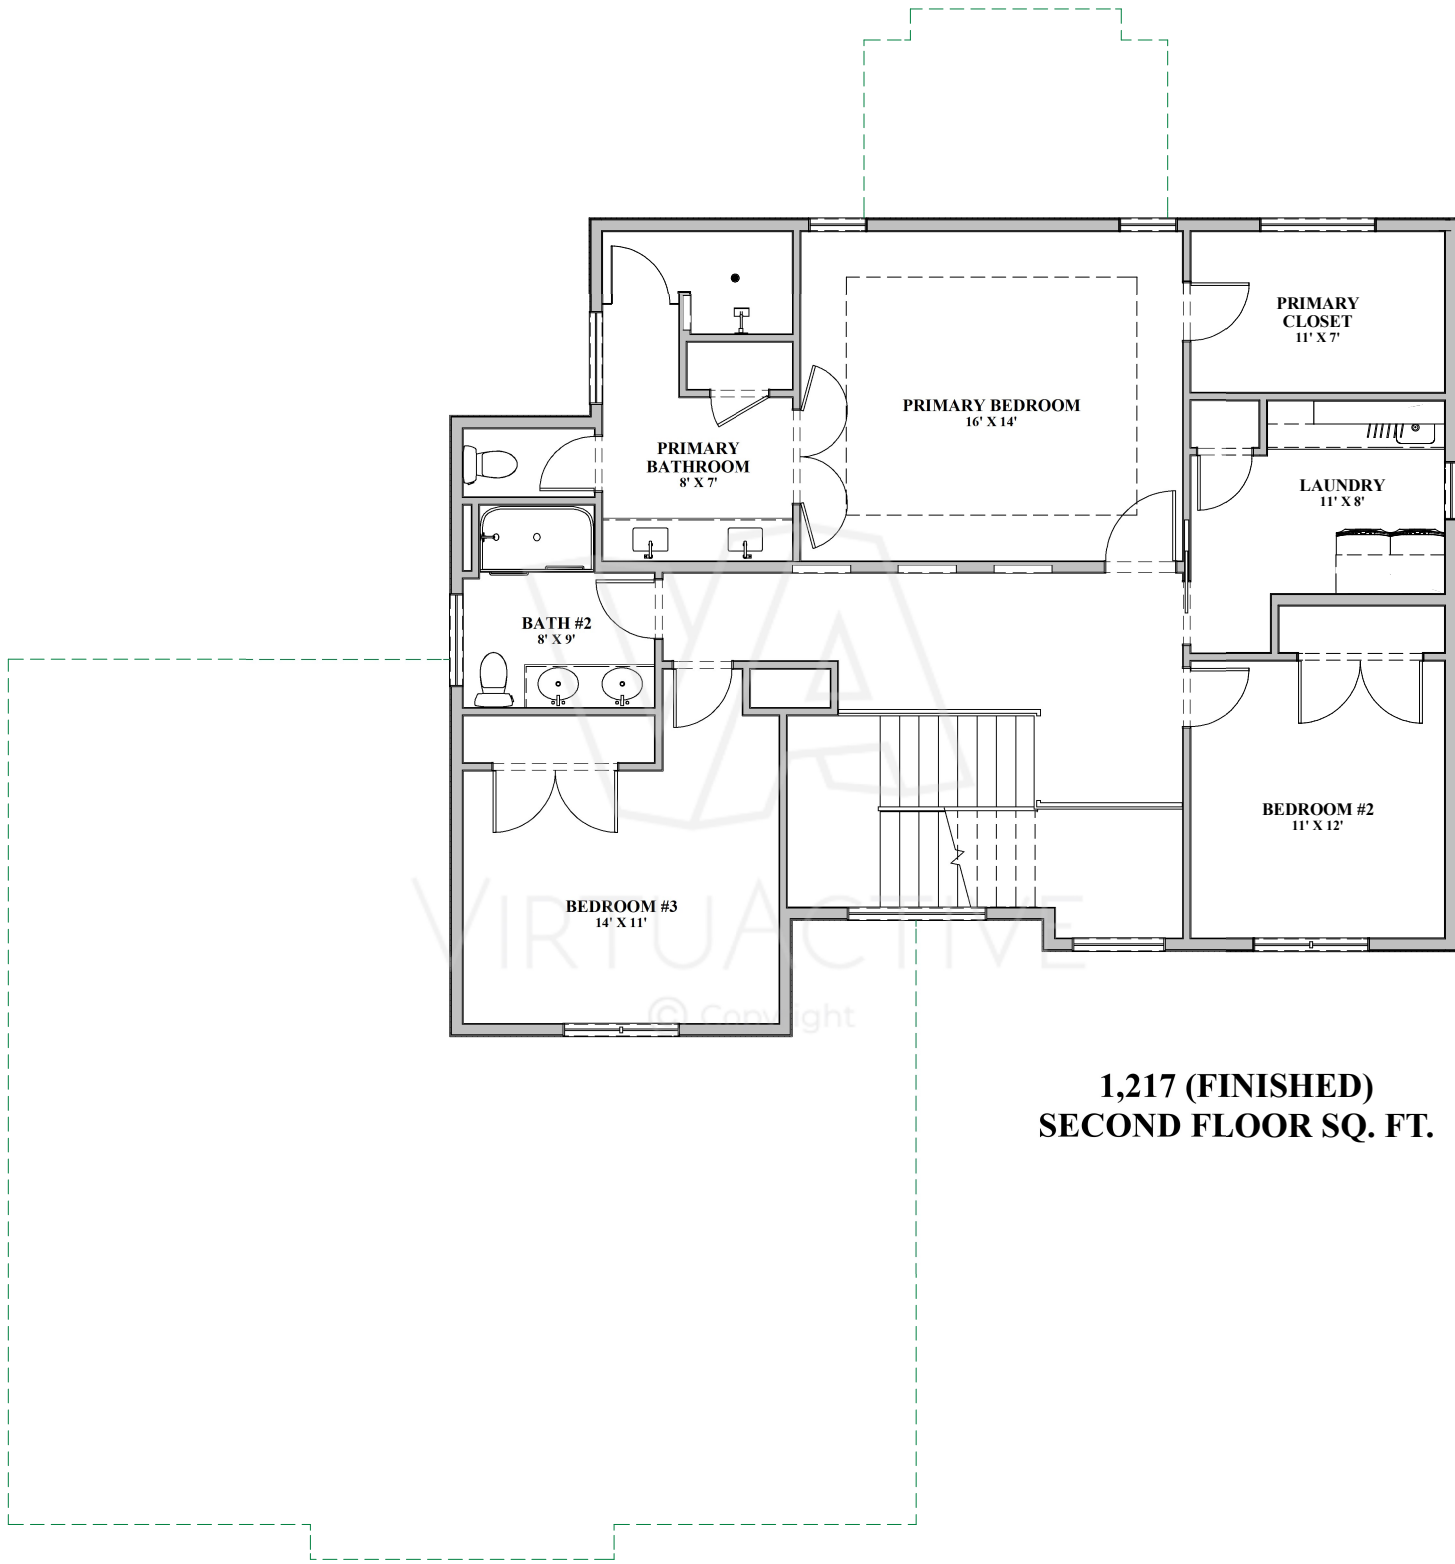 PRIMARY
CLOSET
11' X 7'
PRIMARY BEDROOM
16' X 14'
PRIMARY
BATHROOM
8' X 7'
LAUNDRY
11' X 8'
BATH #2
8' X 9'
BEDROOM #2
11' X 12'
BEDROOM #3
14' X 11'
VA
VIRTUACTIVE
© Copyright
1,217 (FINISHED)
SECOND FLOOR SQ. FT.